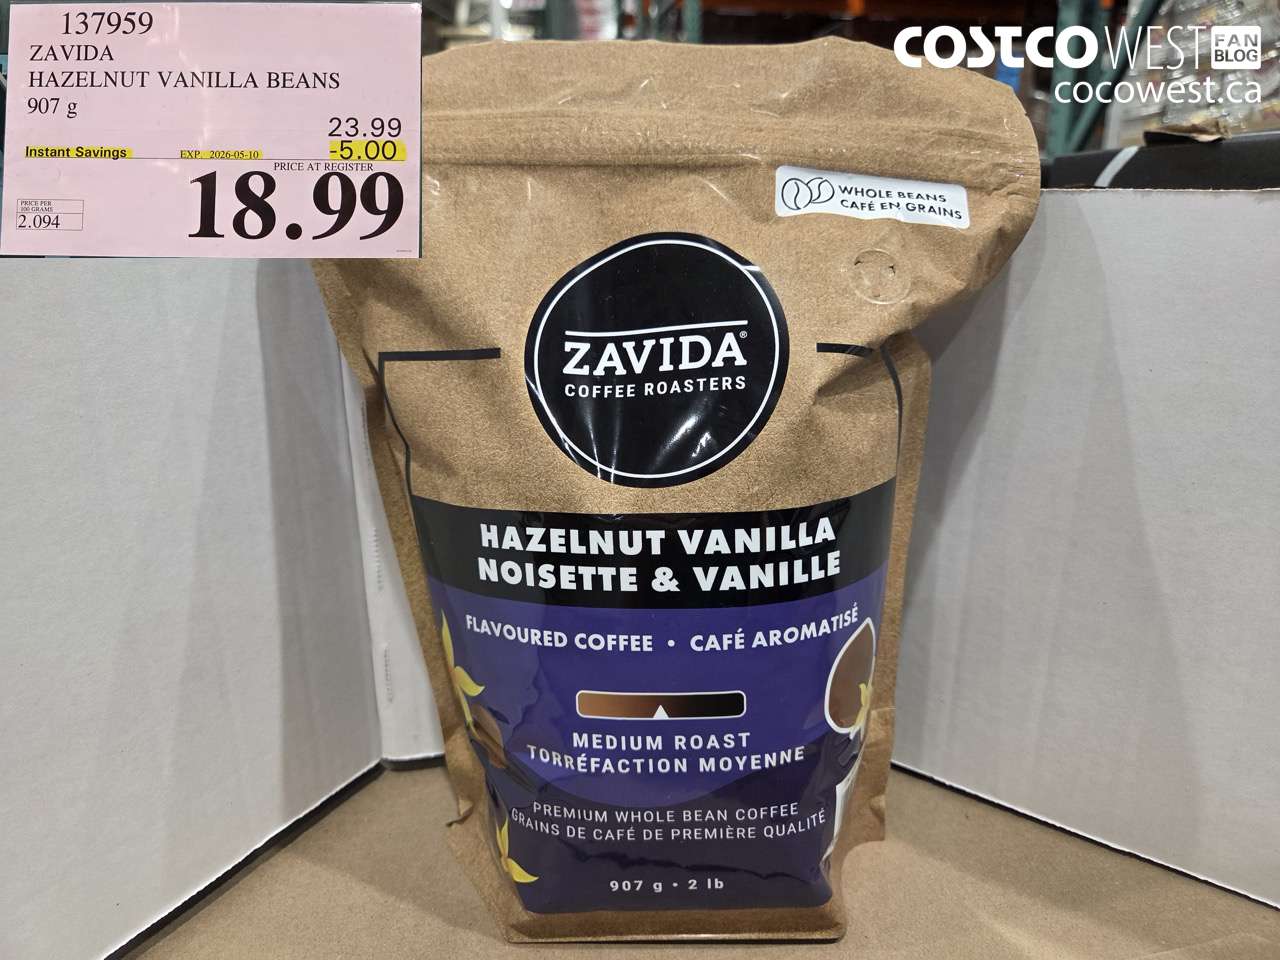 137959
ZAVIDA
HAZELNUT VANILLA BEANS
907 g
23.99
Instant Savings EXP. 2026-05-10 -5.00
PRICE AT REGISTER
18.99
PRICE PER
100 GRAMS
2.094
COSTCO WEST FAN BLOG
cocowest.ca
WHOLE BEANS
CAFÉ EN GRAINS
ZAVIDA®
COFFEE ROASTERS
HAZELNUT VANILLA
NOISETTE & VANILLE
FLAVOURED COFFEE • CAFÉ AROMATISÉ
MEDIUM ROAST
TORRÉFACTION MOYENNE
PREMIUM WHOLE BEAN COFFEE
GRAINS DE CAFÉ DE PREMIÈRE QUALITÉ
907 g • 2 lb